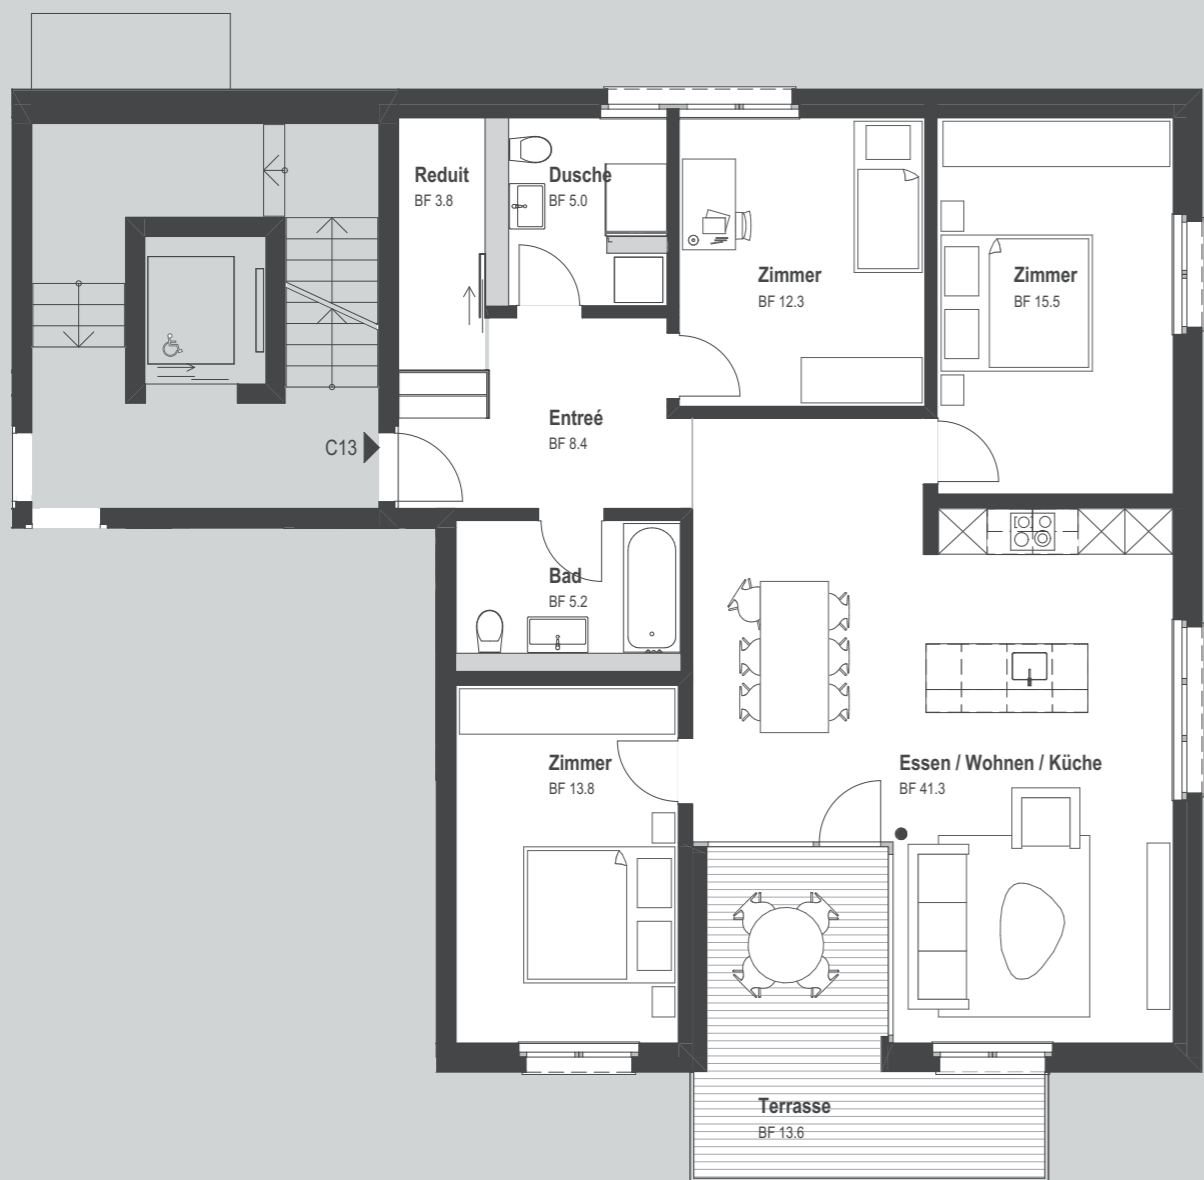 Reduit
BF 3.8
Dusche
BF 5.0
Zimmer
BF 12.3
Zimmer
BF 15.5
Entreé
BF 8.4
C13
Bad
BF 5.2
Zimmer
BF 13.8
Essen / Wohnen / Küche
BF 41.3
Terrasse
BF 13.6